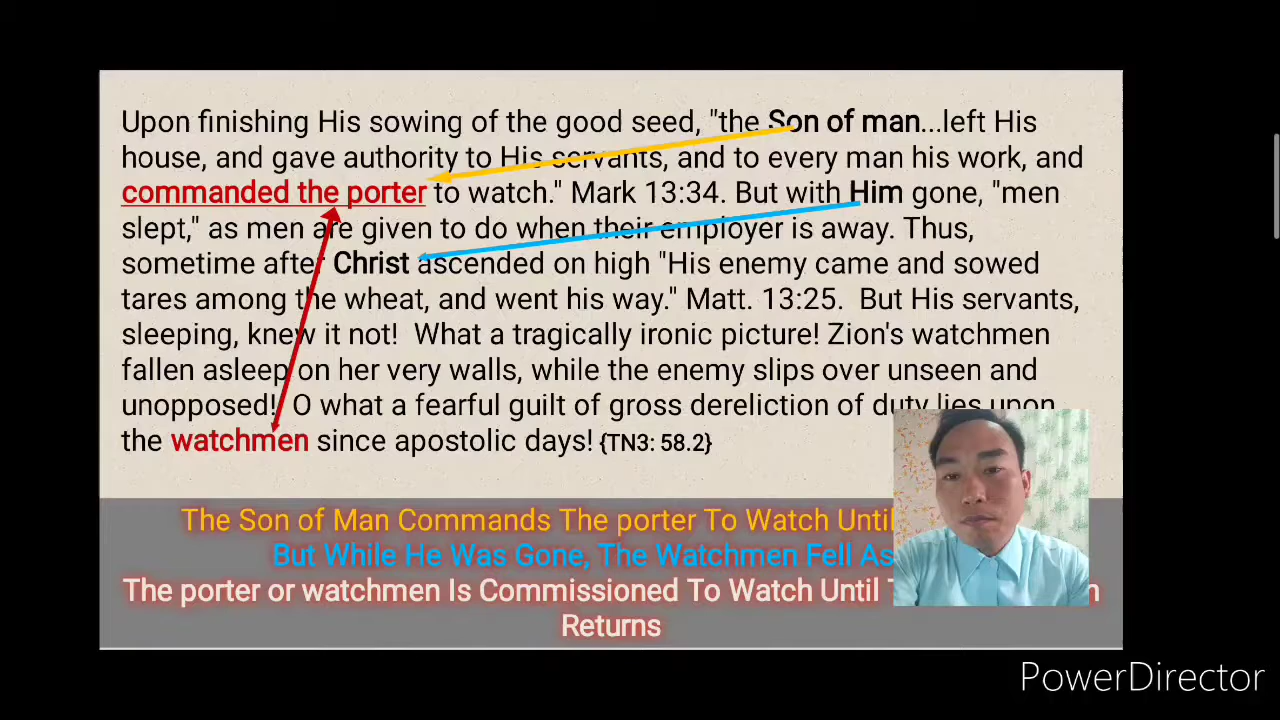 Upon finishing His sowing of the good seed, "the Son of man...left His
house, and gave authority to His servants, and to every man his work, and
commanded the porter to watch." Mark 13:34. But with Him gone, "men
slept," as men are given to do when their employer is away. Thus,
sometime after Christ ascended on high "His enemy came and sowed
tares among the wheat, and went his way." Matt. 13:25. But His servants,
sleeping, knew it not! What a tragically ironic picture! Zion's watchmen
fallen asleep on her very walls, while the enemy slips over unseen and
unopposed! O what a fearful guilt of gross dereliction of duty lies upon
the watchmen since apostolic days! {TN3: 58.2}
The Son of Man Commands The porter To Watch Until
But While He Was Gone, The Watchmen Fell
The porter or watchmen Is Commissioned To Watch Until
Returns
PowerDirector